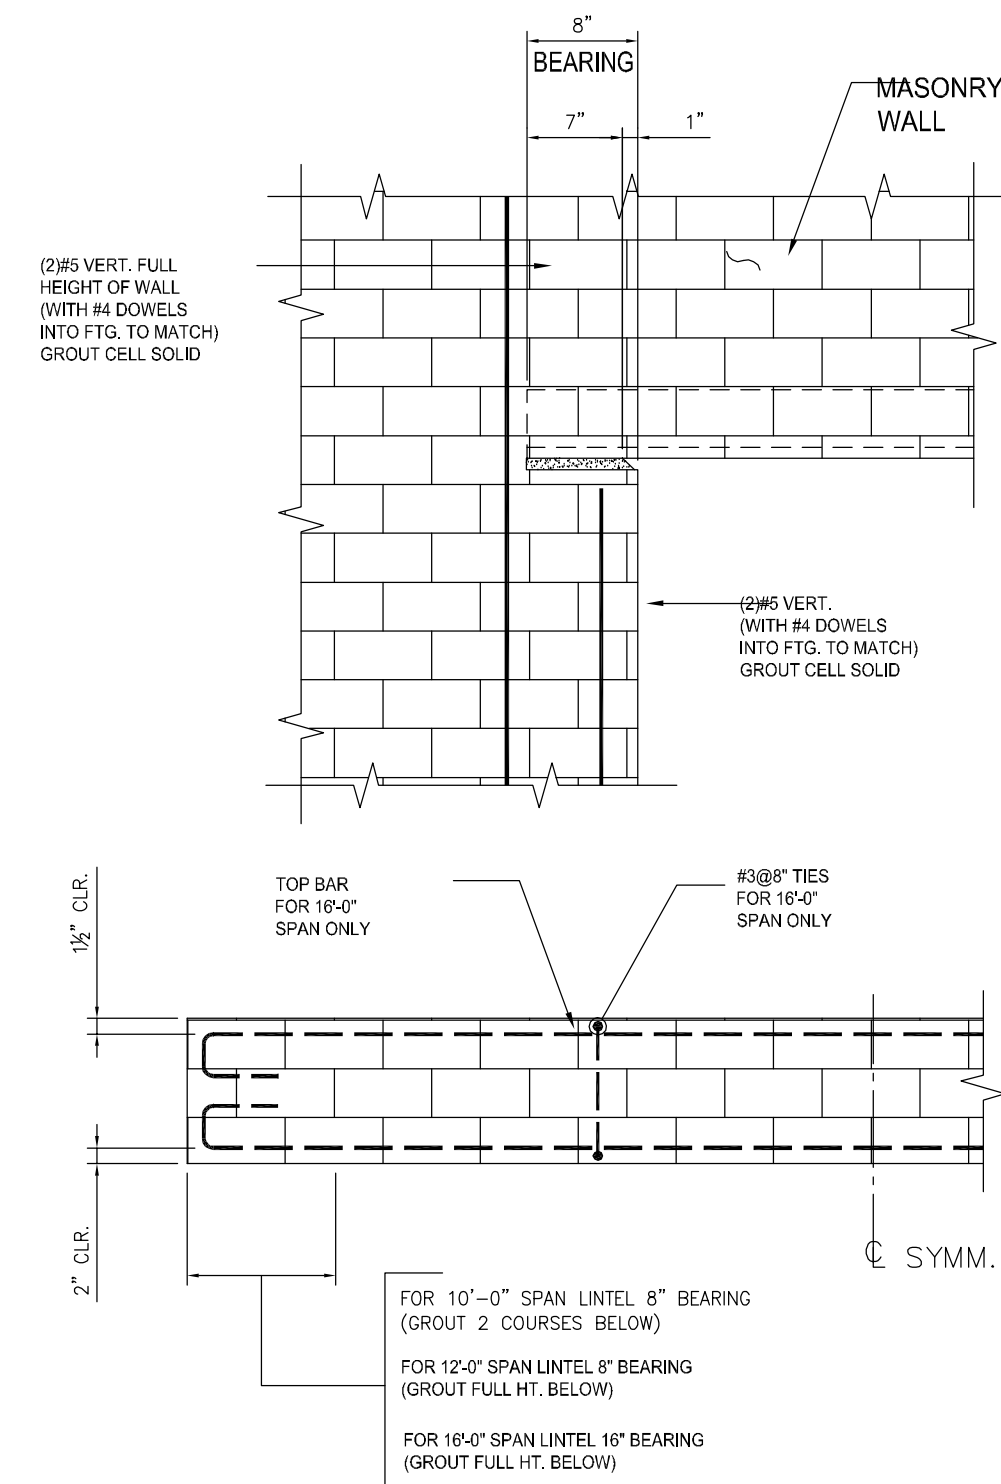 8"
BEARING
MASONRY
WALL
7"
1"
(2)#5 VERT. FULL
HEIGHT OF WALL
(WITH #4 DOWELS
INTO FTG. TO MATCH)
GROUT CELL SOLID
(2)#5 VERT.
(WITH #4 DOWELS
INTO FTG. TO MATCH)
GROUT CELL SOLID
1½" CLR.
TOP BAR
FOR 16'-0"
SPAN ONLY
#3@8" TIES
FOR 16'-0"
SPAN ONLY
2" CLR.
℄ SYMM.
FOR 10'-0" SPAN LINTEL 8" BEARING
(GROUT 2 COURSES BELOW)
FOR 12'-0" SPAN LINTEL 8" BEARING
(GROUT FULL HT. BELOW)
FOR 16'-0" SPAN LINTEL 16" BEARING
(GROUT FULL HT. BELOW)